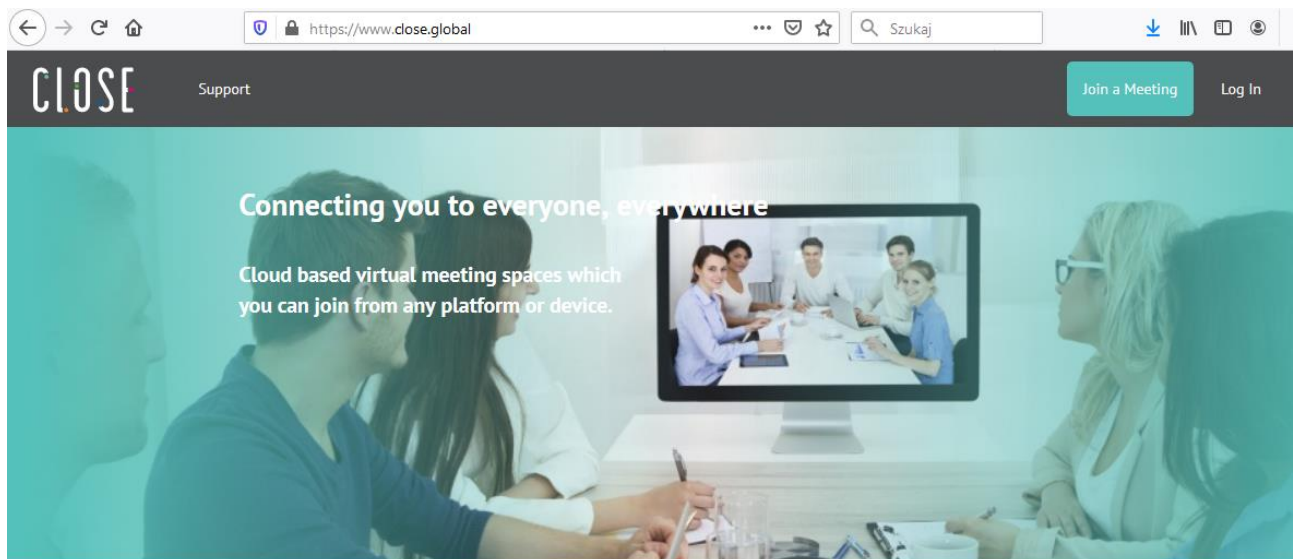 https://www.close.global
Szukaj
CLOSE
Support
Join a Meeting
Log In
Connecting you to everyone, everywhere
Cloud based virtual meeting spaces which
you can join from any platform or device.